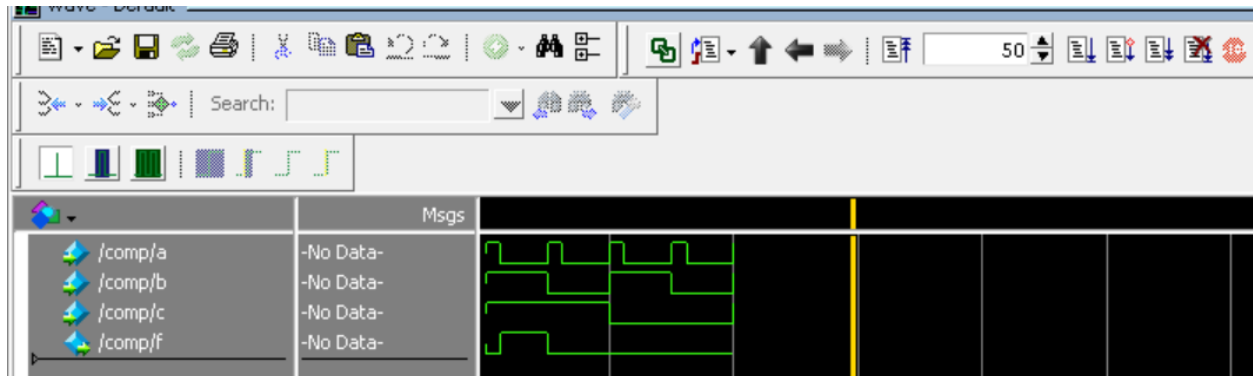 wave - Default
50
Search:
Msgs
/comp/a -No Data-
/comp/b -No Data-
/comp/c -No Data-
/comp/f -No Data-